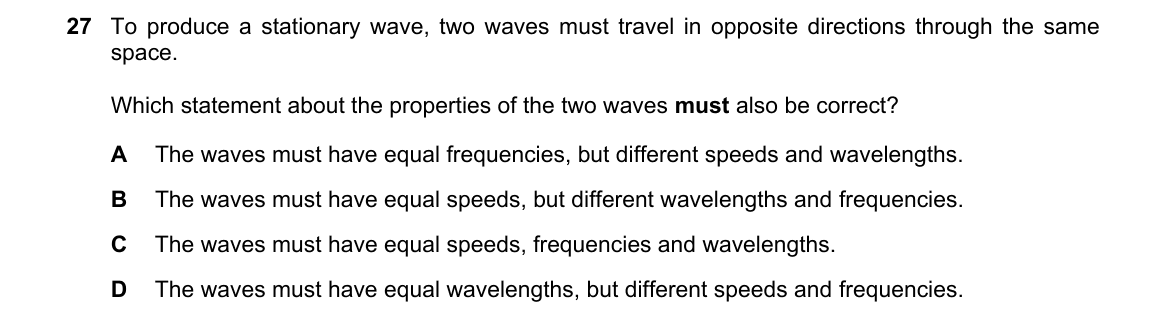 27 To produce a stationary wave, two waves must travel in opposite directions through the same
space.
Which statement about the properties of the two waves must also be correct?
A The waves must have equal frequencies, but different speeds and wavelengths.
B The waves must have equal speeds, but different wavelengths and frequencies.
C The waves must have equal speeds, frequencies and wavelengths.
D The waves must have equal wavelengths, but different speeds and frequencies.